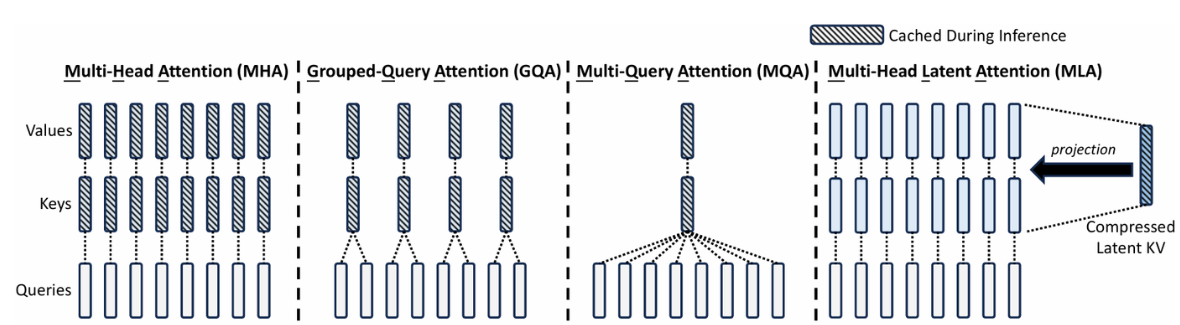 Cached During Inference
Multi-Head Attention (MHA)
Grouped-Query Attention (GQA)
Multi-Query Attention (MQA)
Multi-Head Latent Attention (MLA)
Values
Keys
Queries
projection
Compressed
Latent KV